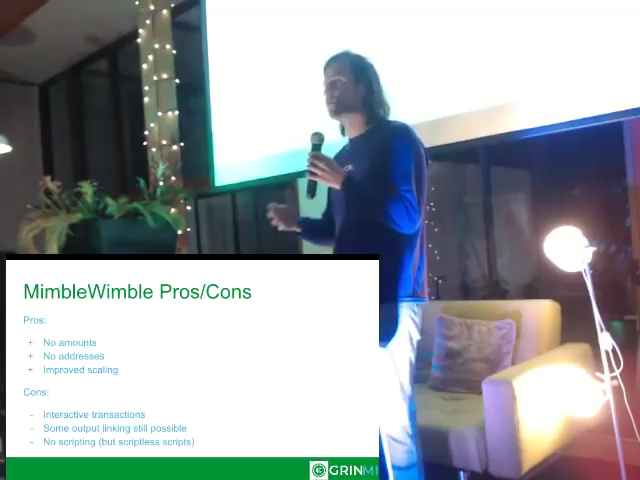 MimbleWimble Pros/Cons
Pros:
+ No amounts
+ No addresses
+ Improved scaling
Cons:
- Interactive transactions
- Some output linking still possible
- No scripting (but scriptless scripts)
GRINMI